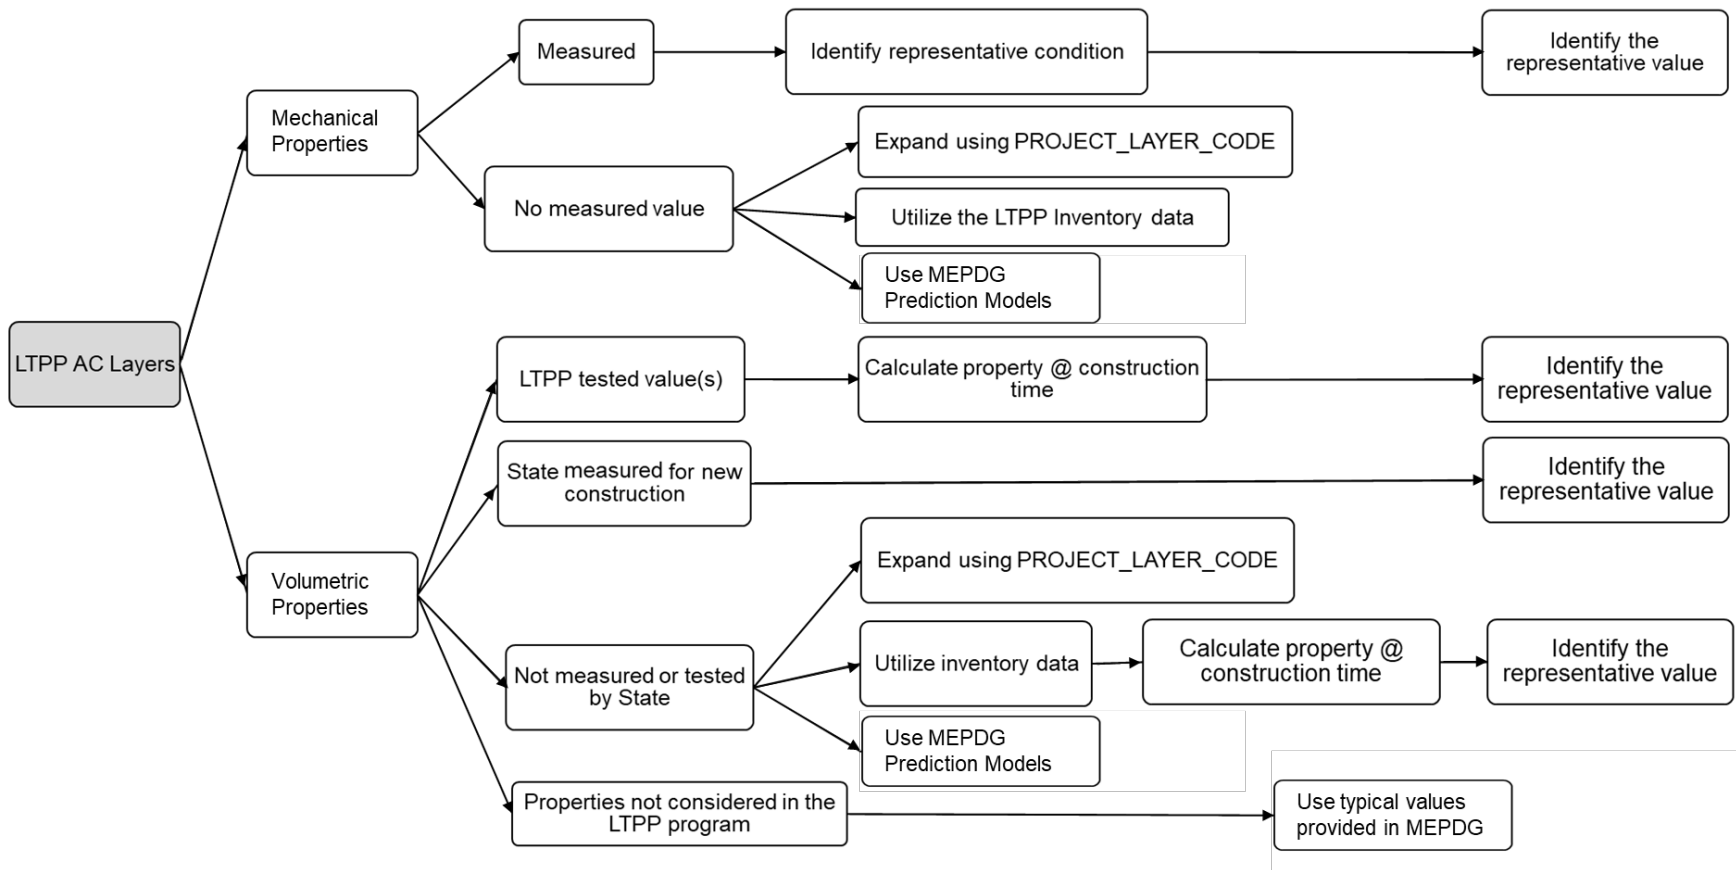 Measured
Identify representative condition
Identify the
representative value
Mechanical
Properties
Expand using PROJECT_LAYER_CODE
No measured value
Utilize the LTPP Inventory data
Use MEPDG
Prediction Models
LTPP AC Layers
LTPP tested value(s)
Calculate property @ construction
time
Identify the
representative value
State measured for new
construction
Identify the
representative value
Volumetric
Properties
Expand using PROJECT_LAYER_CODE
Not measured or tested
by State
Utilize inventory data
Calculate property @
construction time
Identify the
representative value
Use MEPDG
Prediction Models
Properties not considered in the
LTPP program
Use typical values
provided in MEPDG